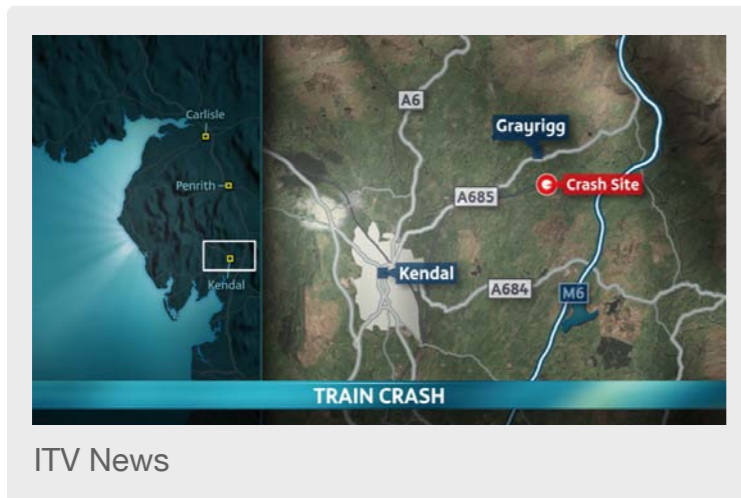 Carlisle
Penrith
Kendal
A6
Grayrigg
Crash Site
A685
Kendal
A684
M6
TRAIN CRASH
ITV News